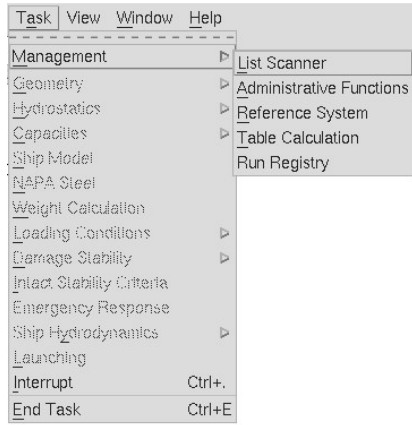 Task View Window Help
Management
List Scanner
Administrative Functions
Reference System
Table Calculation
Run Registry
Geometry
Hydrostatics
Capacities
Ship Model
NAPA Steel
Weight Calculation
Loading Conditions
Damage Stability
Intact Stability Criteria
Emergency Response
Ship Hydrodynamics
Launching
Interrupt Ctrl+.
End Task Ctrl+E